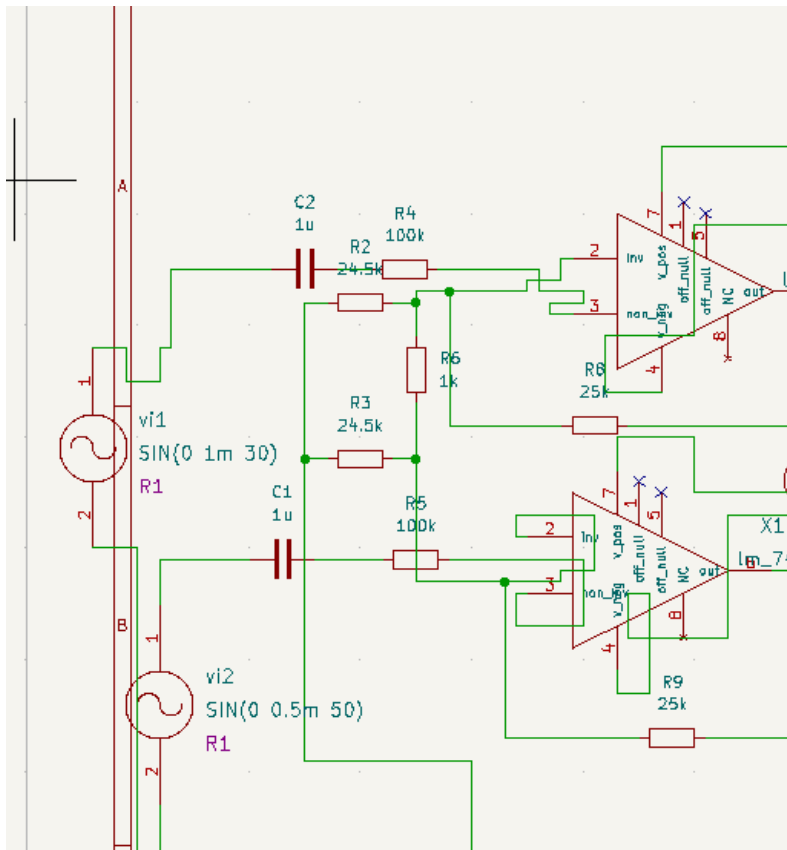 A
C2
1u
R4
100k
R2
24.5k
7
1
5
2
inv
v_pos
off_null
off_null
NC
out
3
non_inv
v_neg
4
8
R6
1k
R8
25k
1
vi1
SIN(0 1m 30)
R1
2
R3
24.5k
C1
1u
R5
100k
7
1
5
X1
2
inv
v_pos
off_null
off_null
NC
out
6
3
non_inv
v_neg
4
8
B
1
vi2
SIN(0 0.5m 50)
R1
2
R9
25k